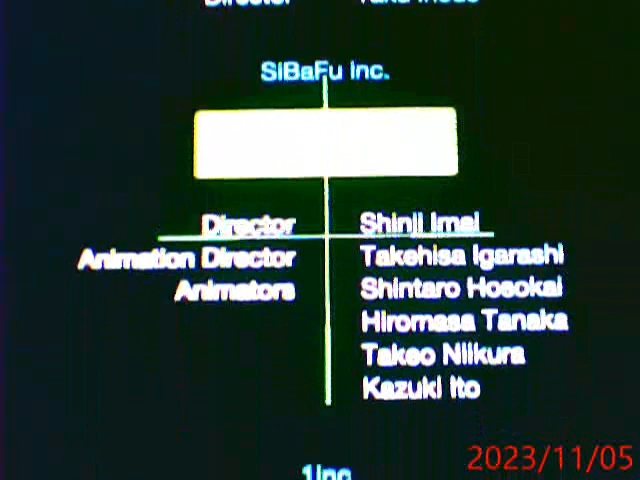 Director
SiBaFu Inc.
Director Shinji Imai
Animation Director Takehisa Igarashi
Animators Shintaro Hosokai
Hiromasa Tanaka
Takeo Niikura
Kazuki Ito
2023/11/05